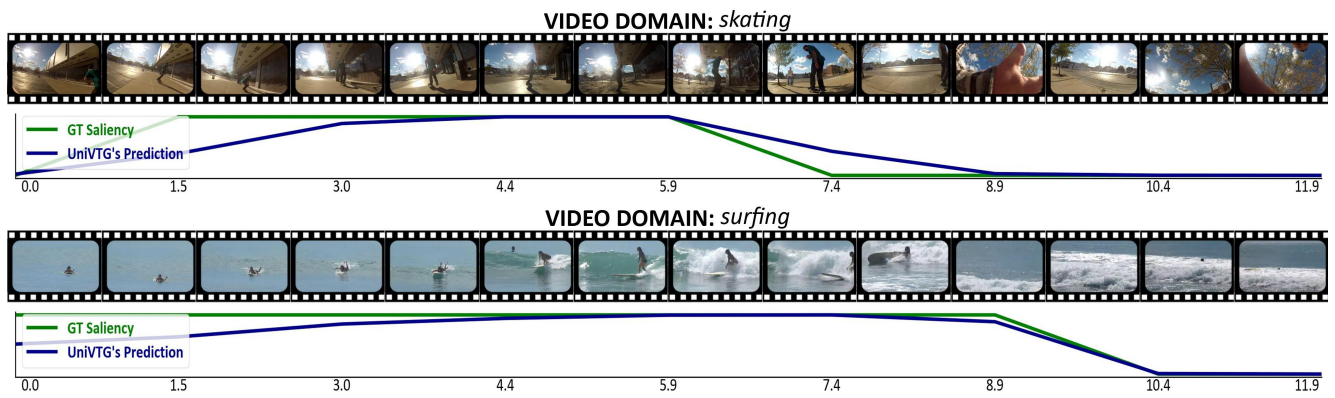 VIDEO DOMAIN: skating
GT Saliency
UniVTG's Prediction
0.0 1.5 3.0 4.4 5.9 7.4 8.9 10.4 11.9
VIDEO DOMAIN: surfing
GT Saliency
UniVTG's Prediction
0.0 1.5 3.0 4.4 5.9 7.4 8.9 10.4 11.9